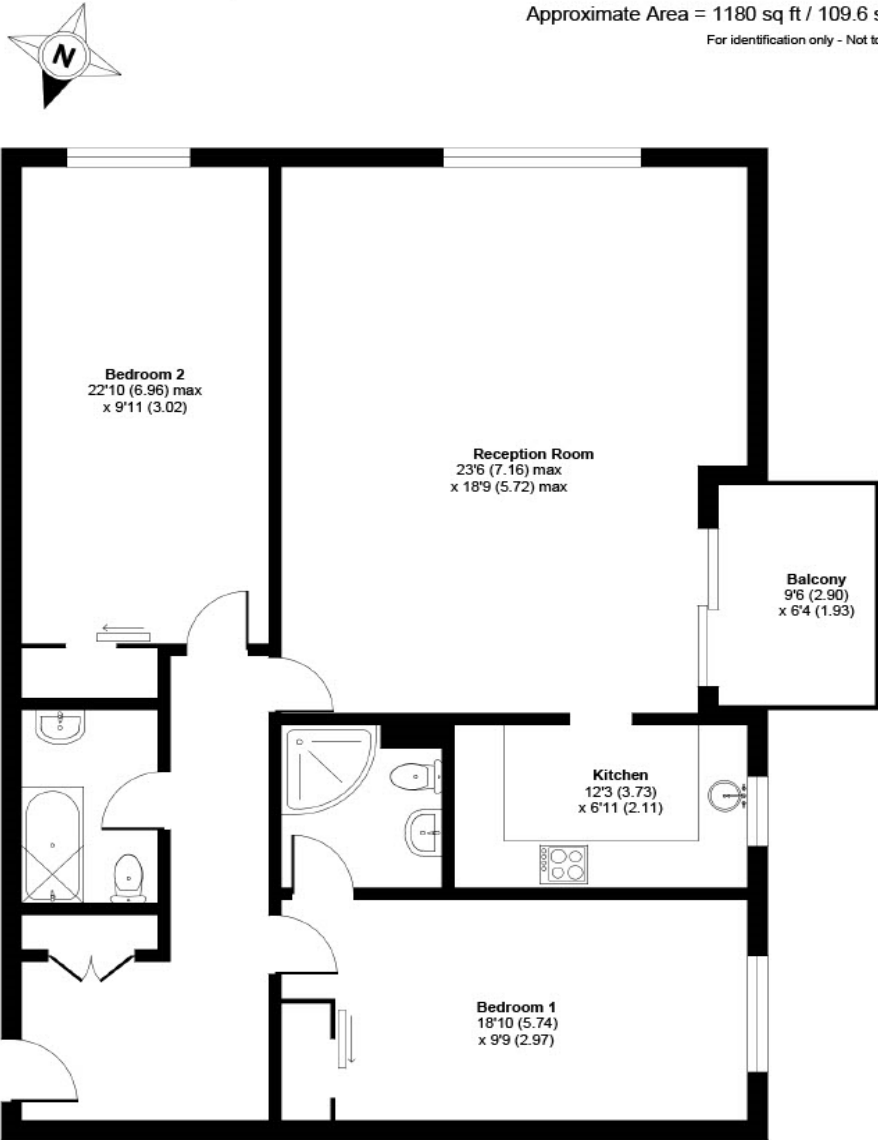 Approximate Area = 1180 sq ft / 109.6
For identification only - Not
N
Bedroom 2
22'10 (6.96) max
x 9'11 (3.02)
Reception Room
23'6 (7.16) max
x 18'9 (5.72) max
Balcony
9'6 (2.90)
x 6'4 (1.93)
Kitchen
12'3 (3.73)
x 6'11 (2.11)
Bedroom 1
18'10 (5.74)
x 9'9 (2.97)